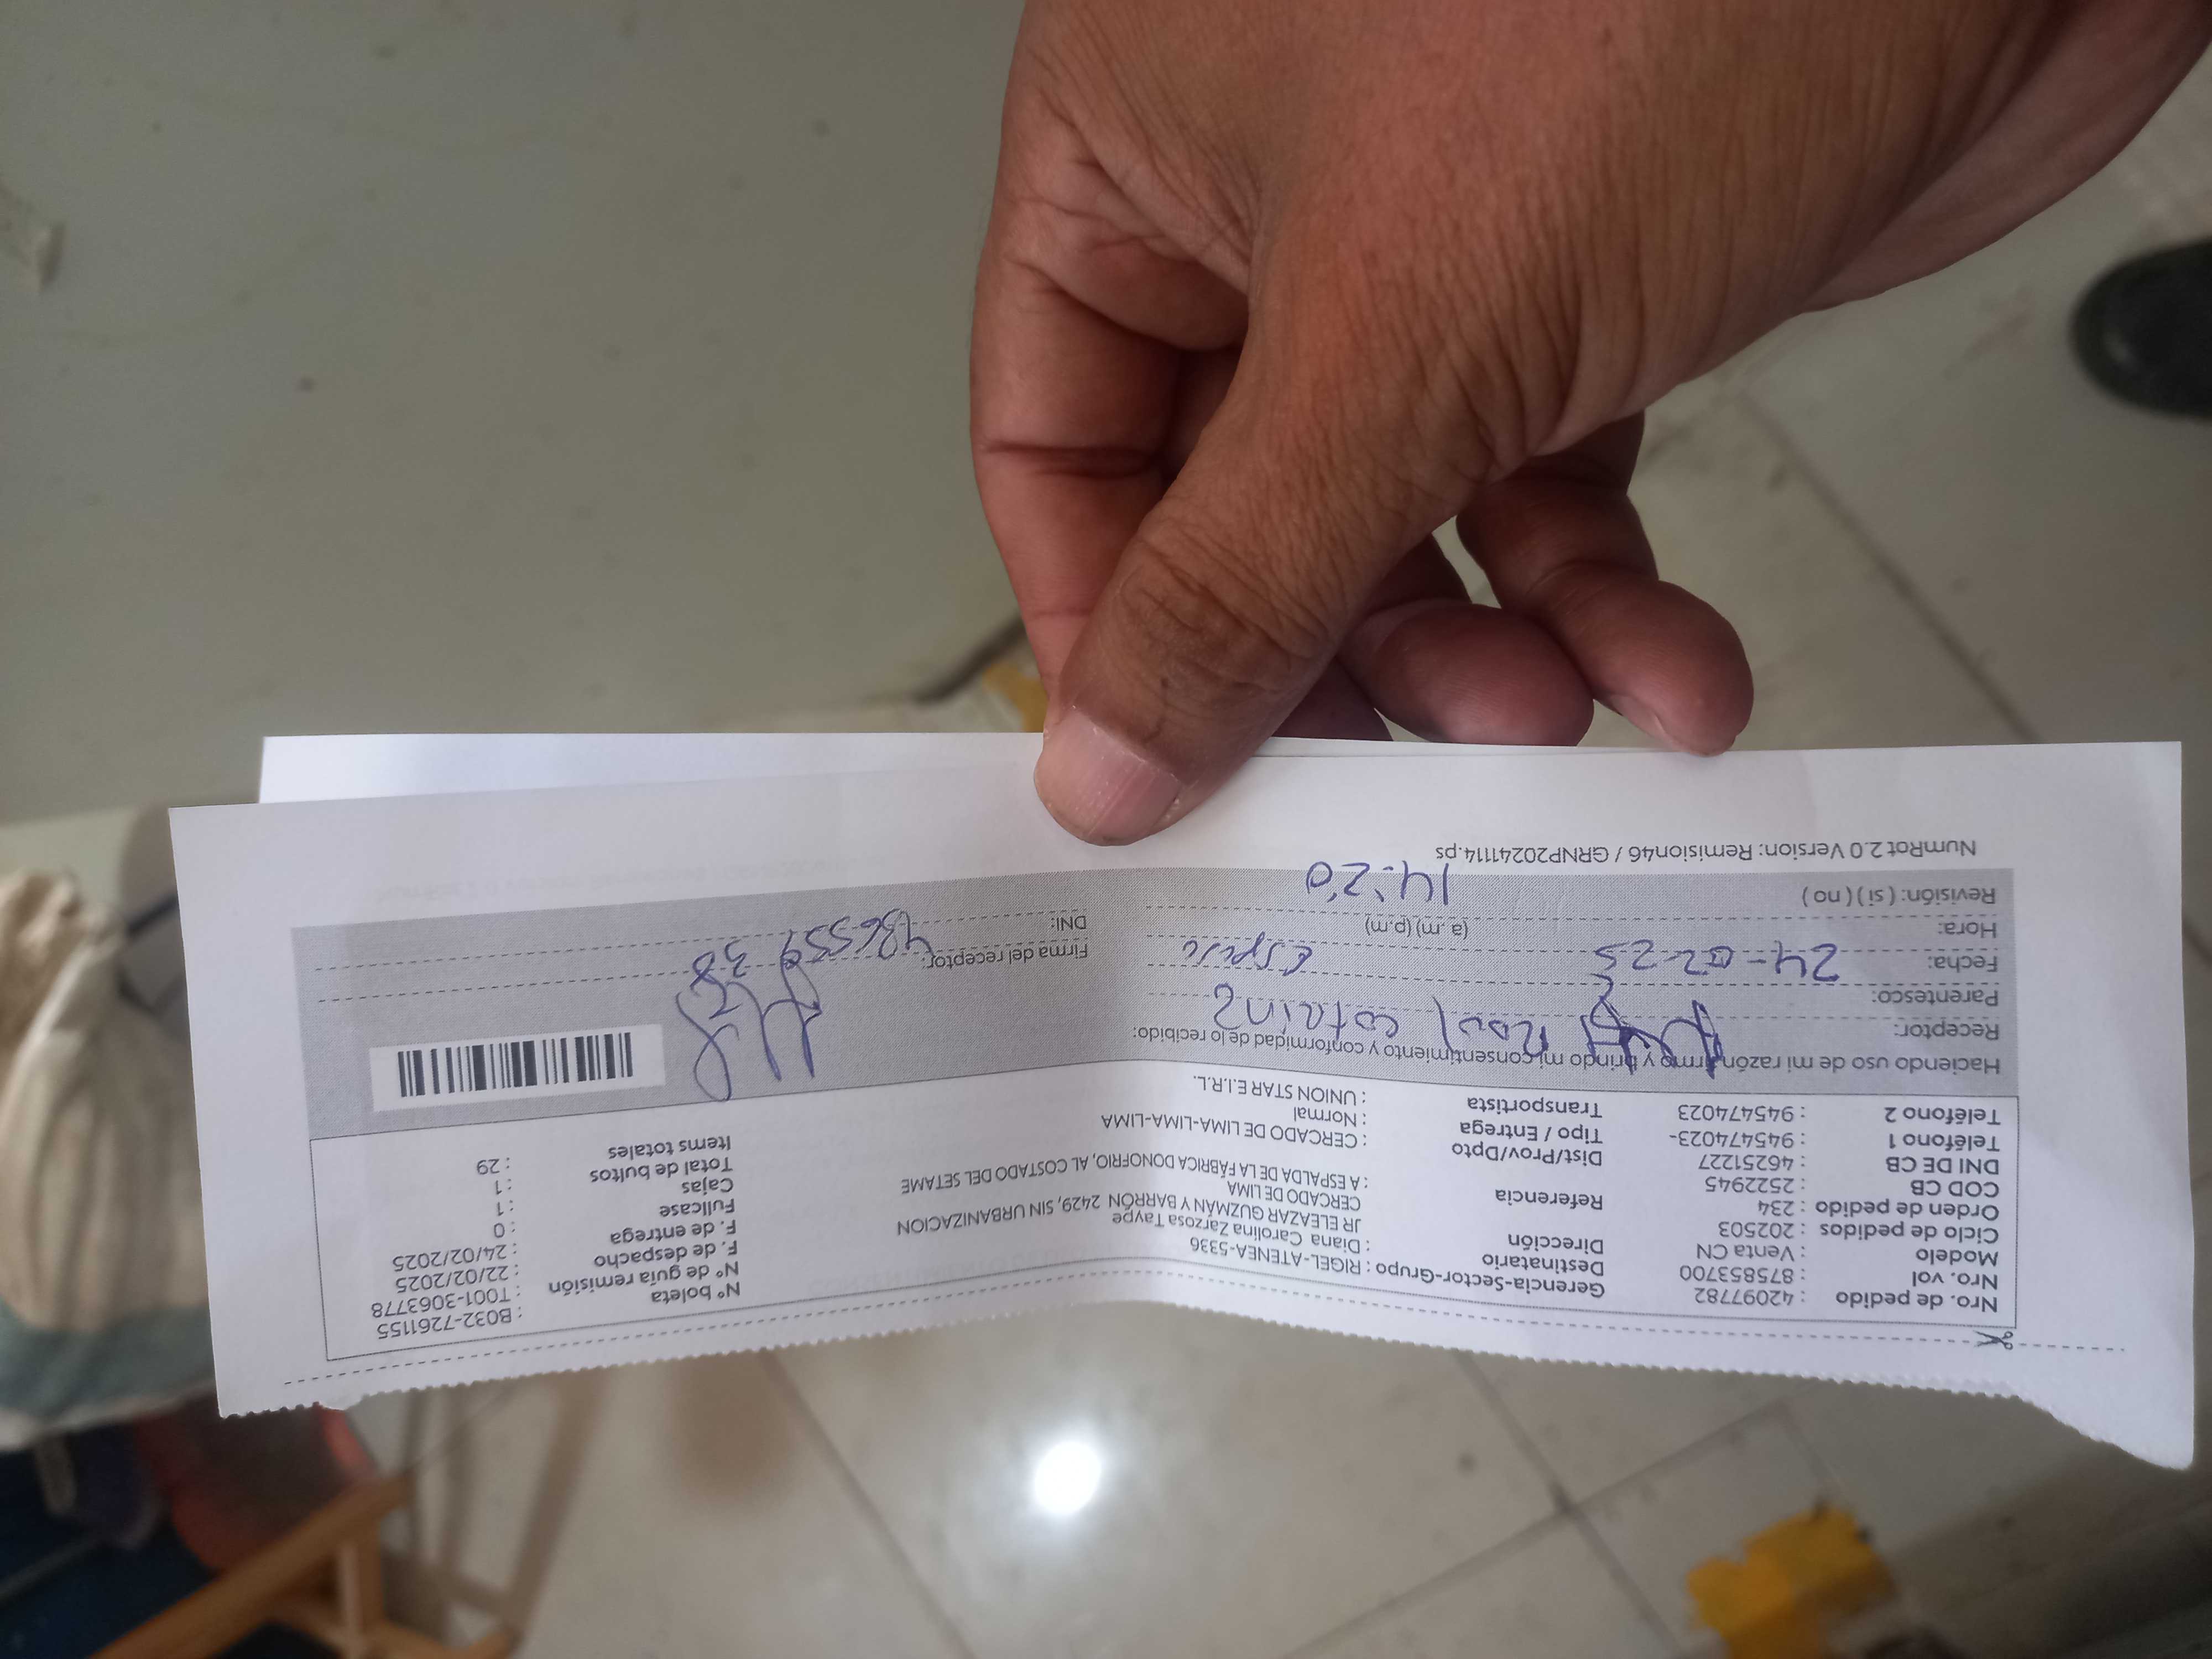 Nro. de pedido : 42097782
Nro. vol : 875853700
Modelo : Venta CN
Ciclo de pedidos : 202503
Orden de pedido : 234
COD CB : 2522945
DNI DE CB : 46251227
Teléfono 1 : 945474023-
Teléfono 2 : 945474023
Gerencia-Sector-Grupo : RIGEL-ATENEA-5336
Destinatario : Diana Carolina Zarzosa Taype
Dirección JR ELEAZAR GUZMÁN Y BARRÓN 2429, SIN URBANIZACION
CERCADO DE LIMA
Referencia : A ESPALDA DE LA FÁBRICA DONOFRIO, AL COSTADO DEL SETAME
Dist/Prov/Dpto : CERCADO DE LIMA-LIMA-LIMA
Tipo / Entrega : Normal
Transportista : UNION STAR E.I.R.L.
N° boleta : B032-7261155
N° de guía remisión : T001-3063778
F. de despacho : 22/02/2025
F. de entrega : 24/02/2025
Fullcase : 0
Cajas : 1
Total de bultos : 1
Items totales : 29
Haciendo uso de mi razón firmo y brindo mi consentimiento y conformidad de lo recibido:
Receptor:
Parentesco:
Fecha: 24-02-25
Hora: (a.m) (p.m)
14:20
Revisión: ( si ) ( no )
Firma del receptor:
DNI:
NumRot 2.0 Version: Remision46 / GRNP20241114.ps